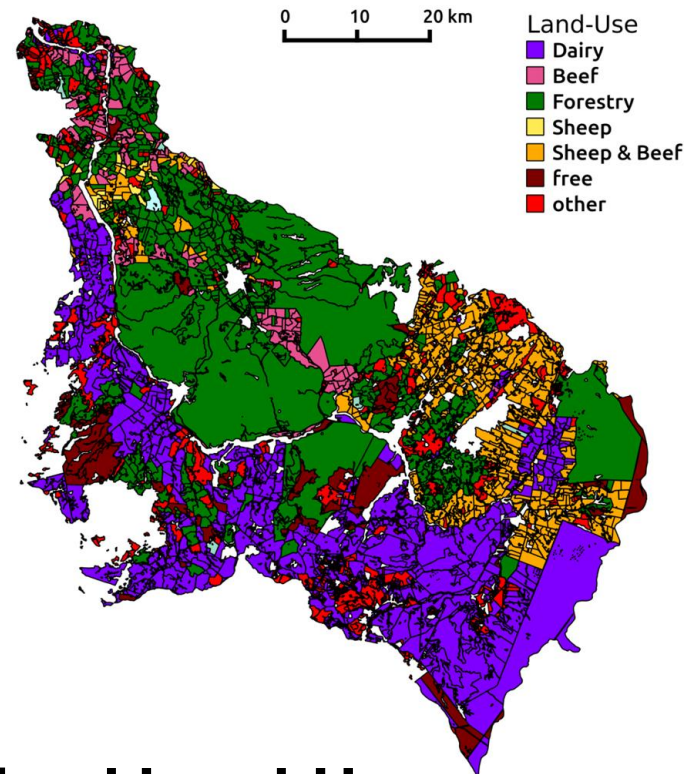 0 10 20 km
Land-Use
Dairy
Beef
Forestry
Sheep
Sheep & Beef
free
other